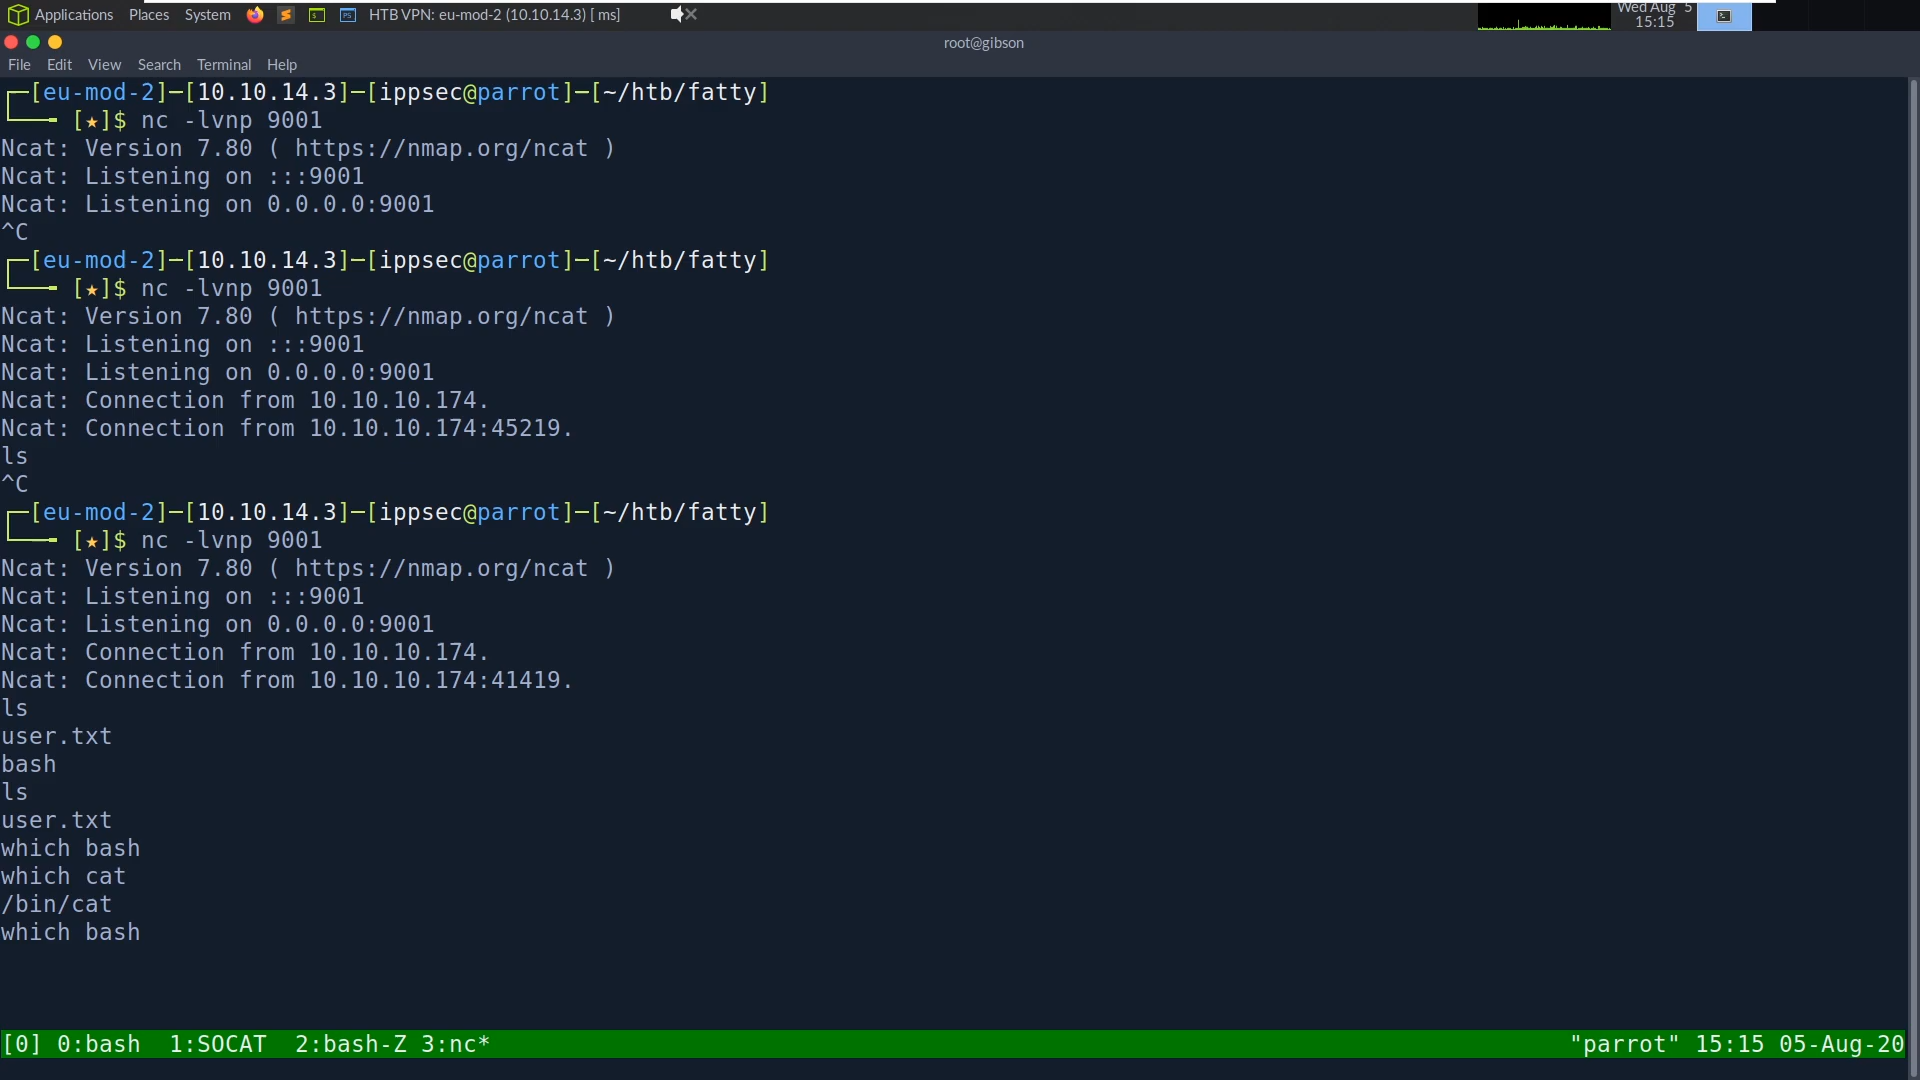 Applications Places System HTB VPN: eu-mod-2 (10.10.14.3) [ ms] Wed Aug 5
15:15
root@gibson
File Edit View Search Terminal Help
┌─[eu-mod-2]─[10.10.14.3]─[ippsec@parrot]─[~/htb/fatty]
└──╼ [★]$ nc -lvnp 9001
Ncat: Version 7.80 ( https://nmap.org/ncat )
Ncat: Listening on :::9001
Ncat: Listening on 0.0.0.0:9001
^C
┌─[eu-mod-2]─[10.10.14.3]─[ippsec@parrot]─[~/htb/fatty]
└──╼ [★]$ nc -lvnp 9001
Ncat: Version 7.80 ( https://nmap.org/ncat )
Ncat: Listening on :::9001
Ncat: Listening on 0.0.0.0:9001
Ncat: Connection from 10.10.10.174.
Ncat: Connection from 10.10.10.174:45219.
ls
^C
┌─[eu-mod-2]─[10.10.14.3]─[ippsec@parrot]─[~/htb/fatty]
└──╼ [★]$ nc -lvnp 9001
Ncat: Version 7.80 ( https://nmap.org/ncat )
Ncat: Listening on :::9001
Ncat: Listening on 0.0.0.0:9001
Ncat: Connection from 10.10.10.174.
Ncat: Connection from 10.10.10.174:41419.
ls
user.txt
bash
ls
user.txt
which bash
which cat
/bin/cat
which bash
[0] 0:bash  1:SOCAT  2:bash-Z 3:nc* "parrot" 15:15 05-Aug-20